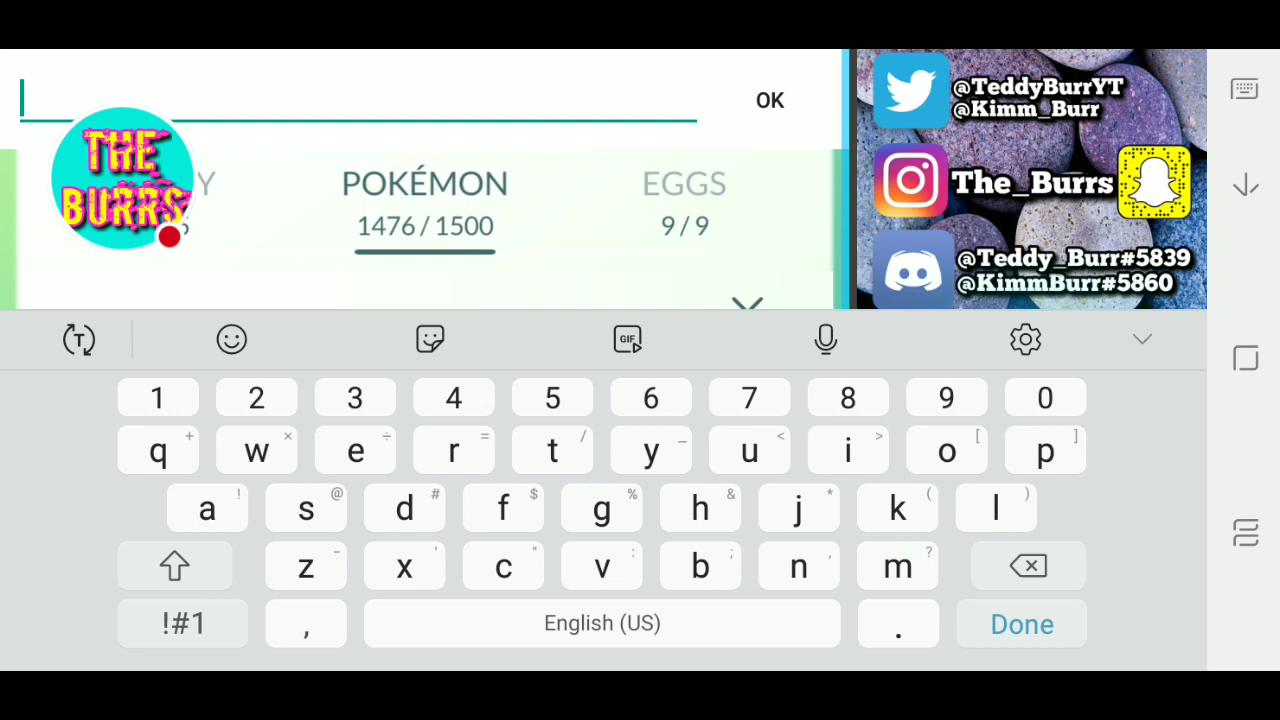 OK
THE
BURRS
Y
POKÉMON
EGGS
1476/1500
9/9
@TeddyBurrYT
@Kimm_Burr
The_Burrs
@Teddy_Burr#5839
@KimmBurr#5860
T
GIF
1 2 3 4 5 6 7 8 9 0
q + w × e ÷ r = t / y _ u < i > o [ p ]
a ! s @ d # f $ g % h & j * k ( l )
z - x ' c " v : b ; n , m ?
!#1 , English (US) . Done